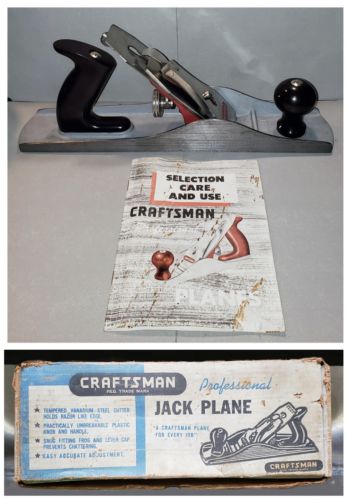 SELECTION
CARE
AND USE
CRAFTSMAN
Professional
PLANES
CRAFTSMAN
REG. TRADE MARK
Professional
JACK PLANE
"A CRAFTSMAN PLANE
FOR EVERY JOB"
★ TEMPERED VANADIUM STEEL CUTTER
HOLDS RAZOR LIKE EDGE.
★ PRACTICALLY UNBREAKABLE PLASTIC
KNOB AND HANDLE.
★ SNUG FITTING FROG AND LEVER CAP
PREVENTS CHATTERING.
★ EASY ACCURATE ADJUSTMENT.
CRAFTSMAN